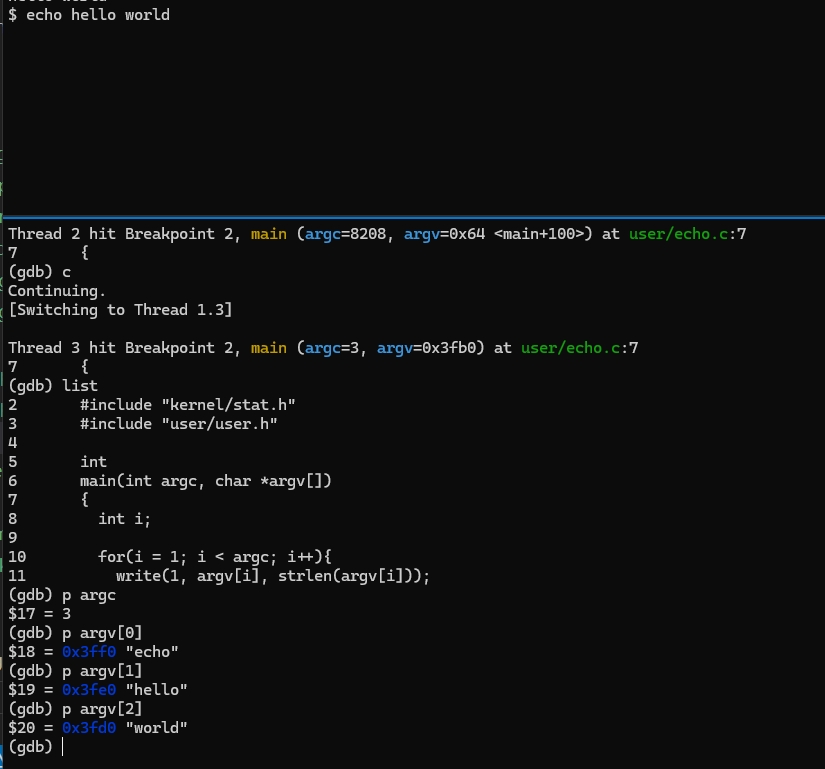 $ echo hello world
Thread 2 hit Breakpoint 2, main (argc=8208, argv=0x64 <main+100>) at user/echo.c:7
7       {
(gdb) c
Continuing.
[Switching to Thread 1.3]
Thread 3 hit Breakpoint 2, main (argc=3, argv=0x3fb0) at user/echo.c:7
7       {
(gdb) list
2       #include "kernel/stat.h"
3       #include "user/user.h"
4
5       int
6       main(int argc, char *argv[])
7       {
8         int i;
9
10        for(i = 1; i < argc; i++){
11          write(1, argv[i], strlen(argv[i]));
(gdb) p argc
$17 = 3
(gdb) p argv[0]
$18 = 0x3ff0 "echo"
(gdb) p argv[1]
$19 = 0x3fe0 "hello"
(gdb) p argv[2]
$20 = 0x3fd0 "world"
(gdb)